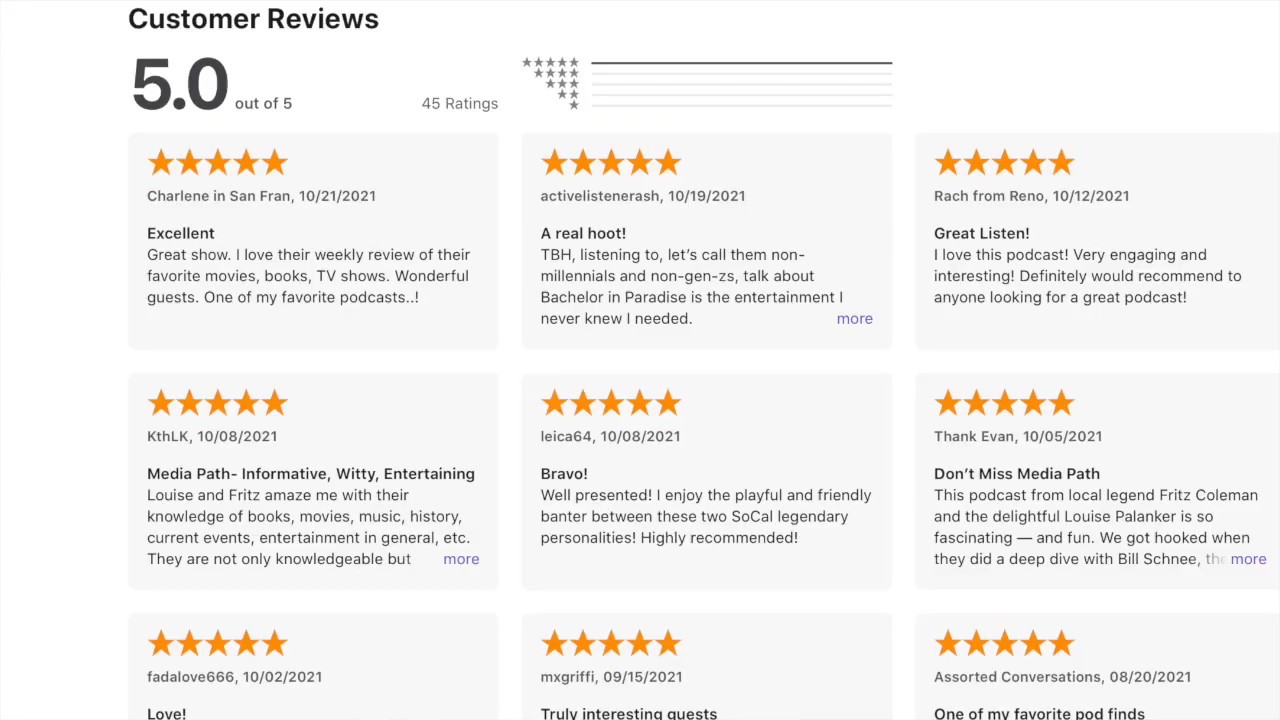 Customer Reviews
5.0 out of 5
45 Ratings
Charlene in San Fran, 10/21/2021
Excellent
Great show. I love their weekly review of their
favorite movies, books, TV shows. Wonderful
guests. One of my favorite podcasts..!
activelistenerash, 10/19/2021
A real hoot!
TBH, listening to, let’s call them non-
millennials and non-gen-zs, talk about
Bachelor in Paradise is the entertainment I
never knew I needed.
more
Rach from Reno, 10/12/2021
Great Listen!
I love this podcast! Very engaging and
interesting! Definitely would recommend to
anyone looking for a great podcast!
KthLK, 10/08/2021
Media Path- Informative, Witty, Entertaining
Louise and Fritz amaze me with their
knowledge of books, movies, music, history,
current events, entertainment in general, etc.
They are not only knowledgeable but
more
leica64, 10/08/2021
Bravo!
Well presented! I enjoy the playful and friendly
banter between these two SoCal legendary
personalities! Highly recommended!
Thank Evan, 10/05/2021
Don’t Miss Media Path
This podcast from local legend Fritz Coleman
and the delightful Louise Palanker is so
fascinating — and fun. We got hooked when
they did a deep dive with Bill Schnee, the
more
fadalove666, 10/02/2021
Love!
mxgriffi, 09/15/2021
Truly interesting guests
Assorted Conversations, 08/20/2021
One of my favorite pod finds